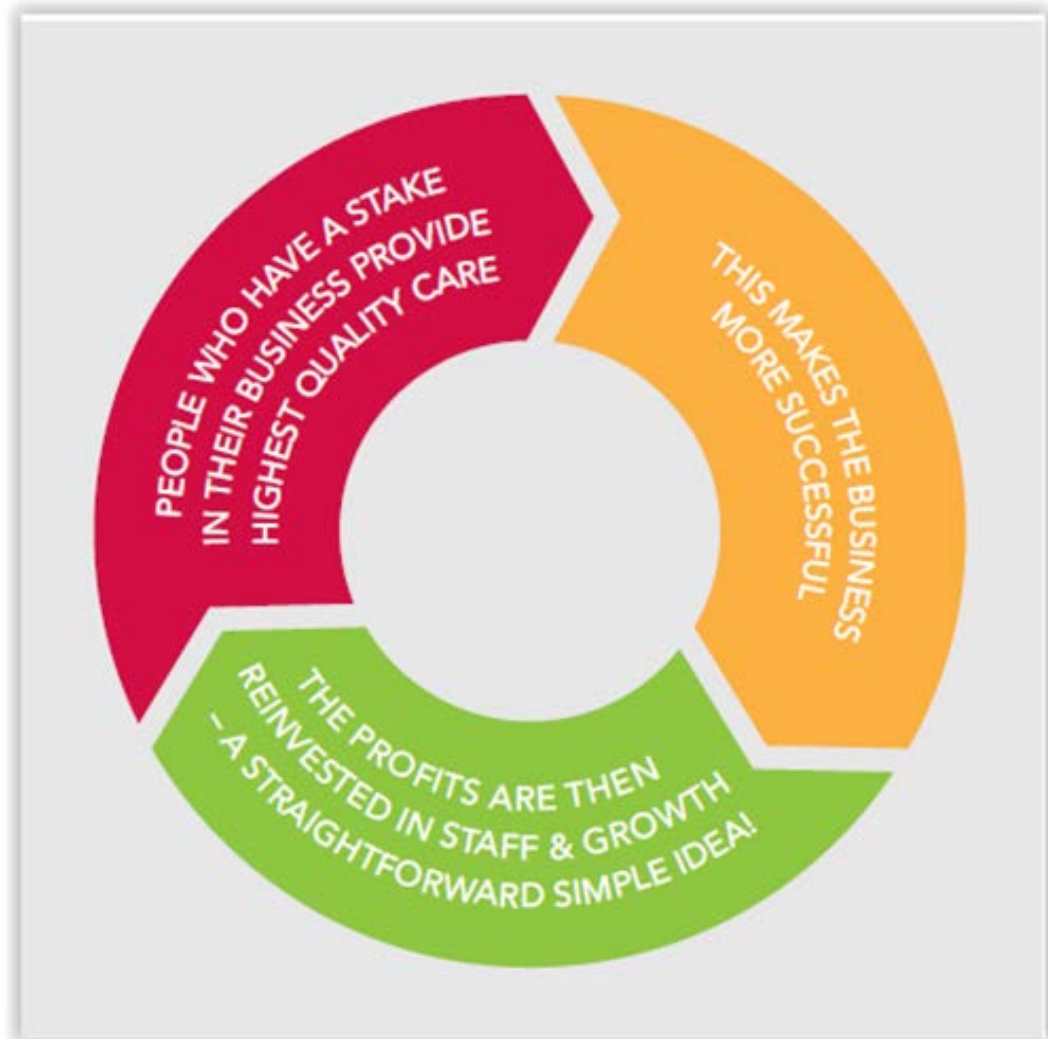 PEOPLE WHO HAVE A STAKE
IN THEIR BUSINESS PROVIDE
HIGHEST QUALITY CARE
THIS MAKES THE BUSINESS
MORE SUCCESSFUL
THE PROFITS ARE THEN
REINVESTED IN STAFF & GROWTH
– A STRAIGHTFORWARD SIMPLE IDEA!